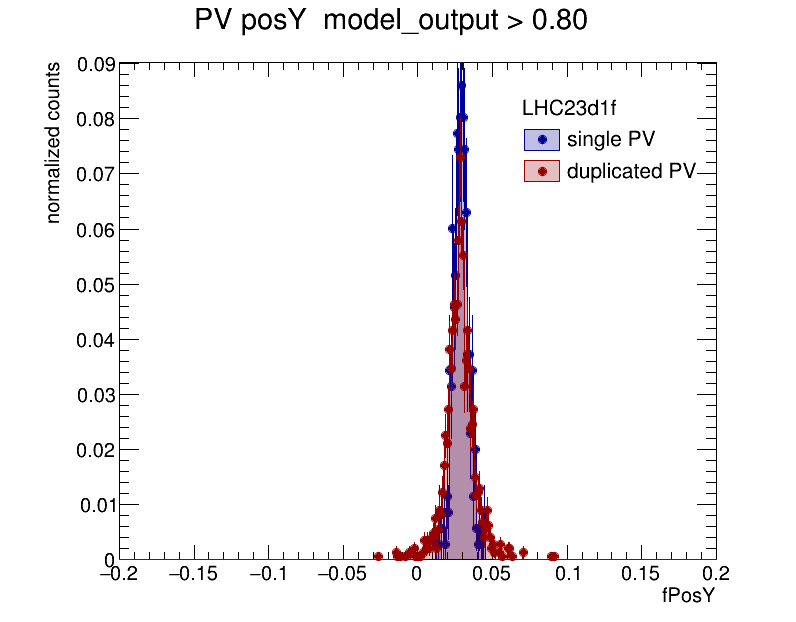 PV posY model_output > 0.80
normalized counts
0.09
0.08
0.07
0.06
0.05
0.04
0.03
0.02
0.01
0
LHC23d1f
single PV
duplicated PV
−0.2 −0.15 −0.1 −0.05 0 0.05 0.1 0.15 0.2
fPosY